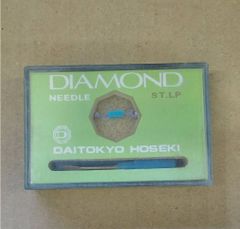 DIAMOND
NEEDLE ST.LP
D
DAITOKYO HOSEKI